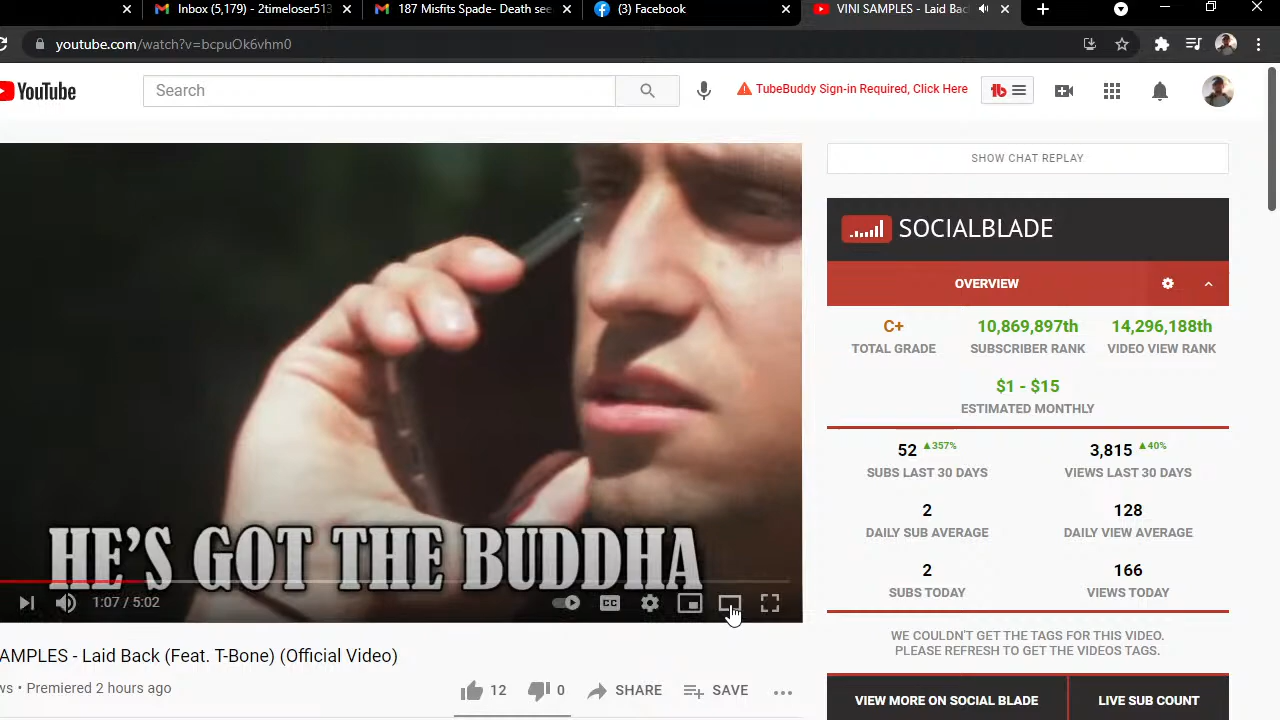 Inbox (5,179) - 2timeloser513
187 Misfits Spade- Death see
(3) Facebook
VINI SAMPLES - Laid Bac
youtube.com/watch?v=bcpuOk6vhm0
YouTube
Search
TubeBuddy Sign-in Required, Click Here
tb
SHOW CHAT REPLAY
SOCIALBLADE
OVERVIEW
C+ 10,869,897th 14,296,188th
TOTAL GRADE SUBSCRIBER RANK VIDEO VIEW RANK
$1 - $15
ESTIMATED MONTHLY
52 ▲357% 3,815 ▲40%
SUBS LAST 30 DAYS VIEWS LAST 30 DAYS
2 128
DAILY SUB AVERAGE DAILY VIEW AVERAGE
2 166
SUBS TODAY VIEWS TODAY
WE COULDN'T GET THE TAGS FOR THIS VIDEO.
PLEASE REFRESH TO GET THE VIDEOS TAGS.
VIEW MORE ON SOCIAL BLADE LIVE SUB COUNT
HE'S GOT THE BUDDHA
1:07 / 5:02
CC
AMPLES - Laid Back (Feat. T-Bone) (Official Video)
ws • Premiered 2 hours ago
12 0 SHARE SAVE